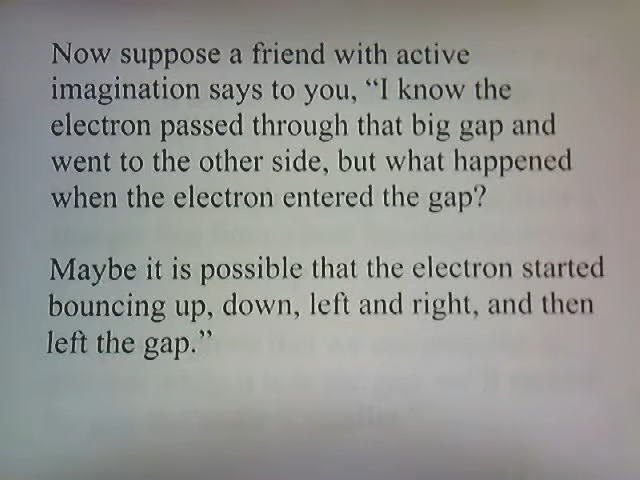 Now suppose a friend with active
imagination says to you, “I know the
electron passed through that big gap and
went to the other side, but what happened
when the electron entered the gap?
Maybe it is possible that the electron started
bouncing up, down, left and right, and then
left the gap.”